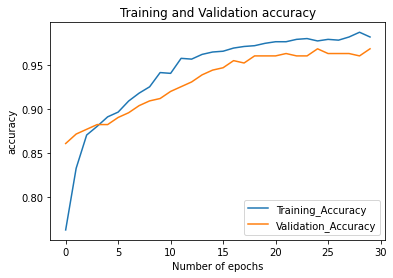 Training and Validation accuracy
accuracy
0.95
0.90
0.85
0.80
0 5 10 15 20 25 30
Number of epochs
Training_Accuracy
Validation_Accuracy